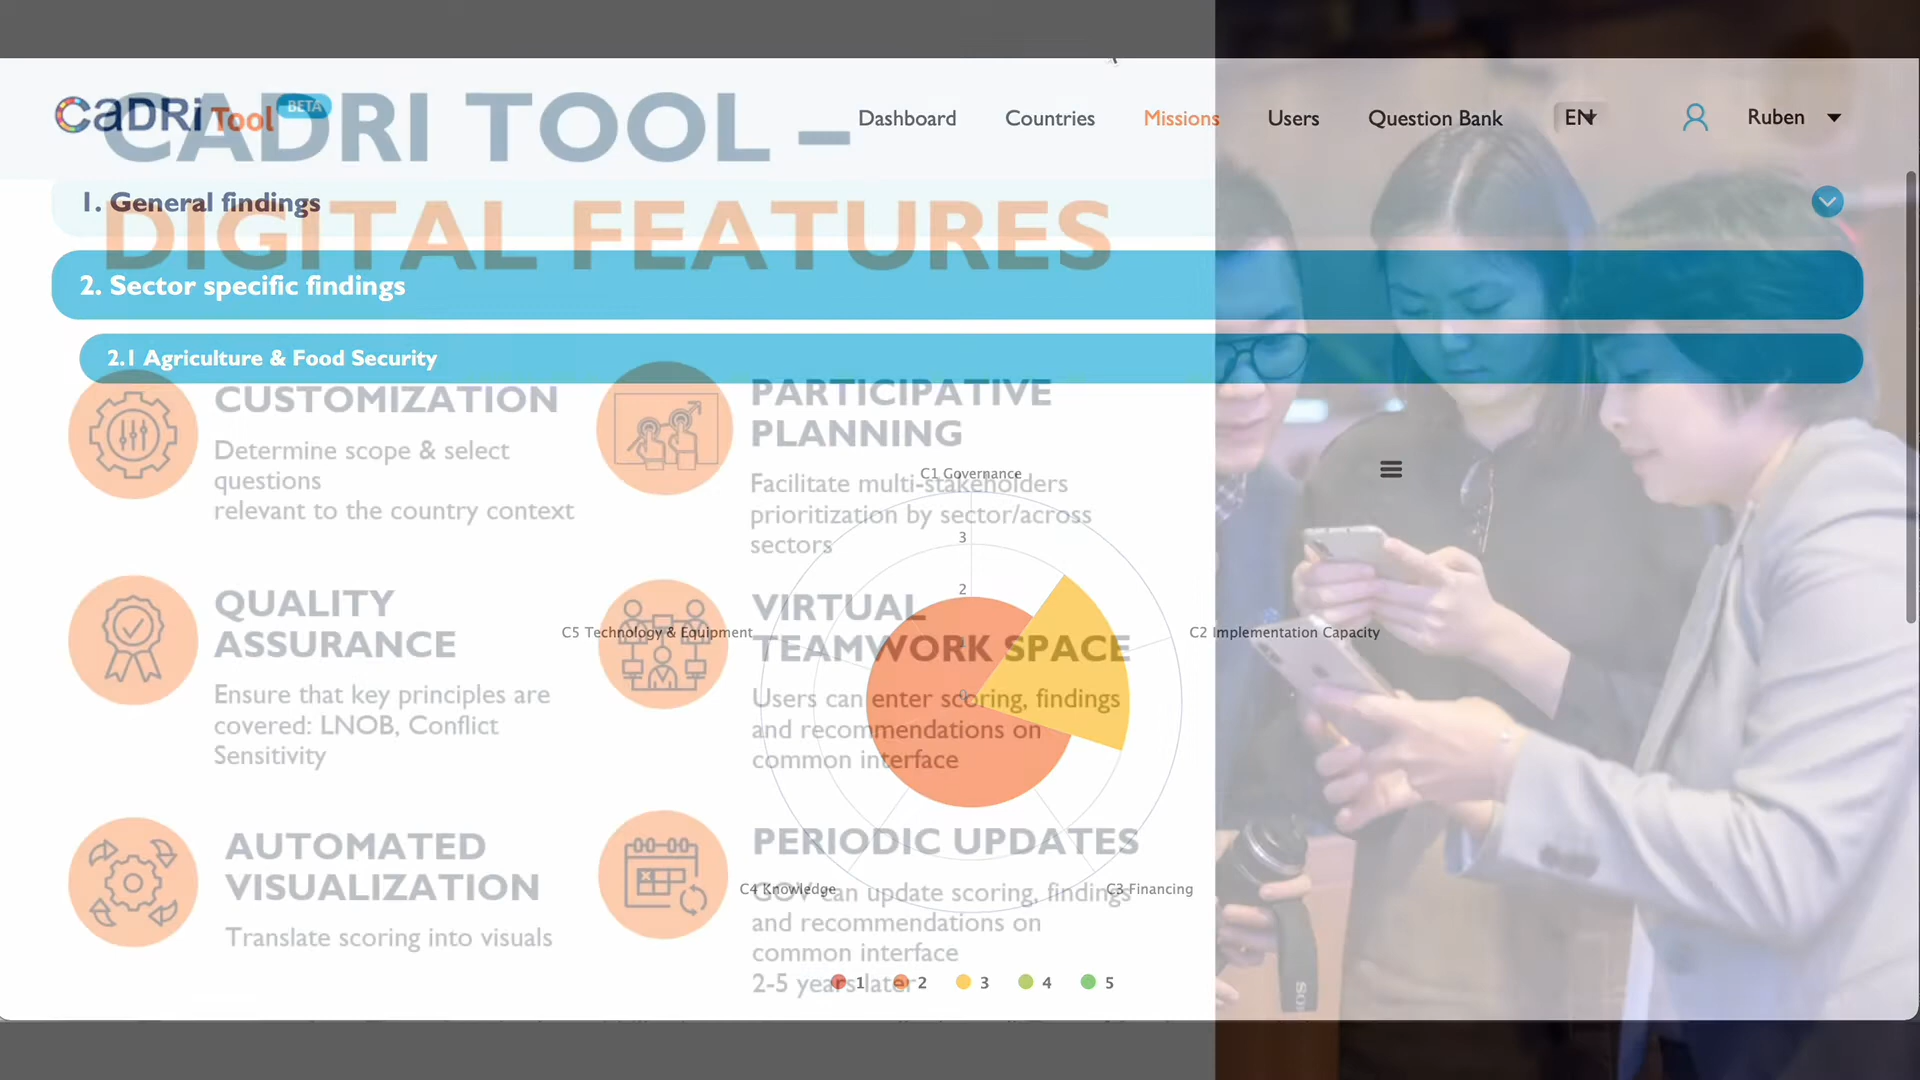 CaDRi Tool BETA
Dashboard
Countries
Missions
Users
Question Bank
EN
Ruben
CADRI TOOL –
DIGITAL FEATURES
1. General findings
2. Sector specific findings
2.1 Agriculture & Food Security
CUSTOMIZATION
Determine scope & select
questions
relevant to the country context
PARTICIPATIVE
PLANNING
Facilitate multi-stakeholders
prioritization by sector/across
sectors
QUALITY
ASSURANCE
Ensure that key principles are
covered: LNOB, Conflict
Sensitivity
VIRTUAL
TEAMWORK SPACE
Users can enter scoring, findings
and recommendations on
common interface
AUTOMATED
VISUALIZATION
Translate scoring into visuals
PERIODIC UPDATES
GOV can update scoring, findings
and recommendations on
common interface
2-5 years later
C1 Governance
3
2
1
0
C5 Technology & Equipment
C2 Implementation Capacity
C4 Knowledge
C3 Financing
1
2
3
4
5
SONY